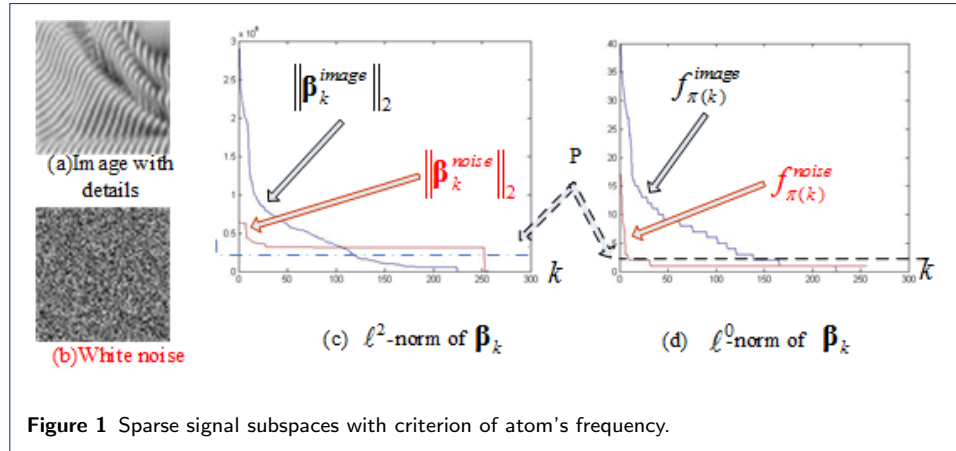 (a)Image with
details
(b)White noise
3 × 10⁶
2.5
2
1.5
1
0.5
0
0 50 100 150 200 250 300
k
‖β_k^{image}‖₂
‖β_k^{noise}‖₂
(c) ℓ²-norm of β_k
P
40
35
30
25
20
15
10
5
0
0 50 100 150 200 250 300
k
f_{π(k)}^{image}
f_{π(k)}^{noise}
(d) ℓ⁰-norm of β_k
Figure 1 Sparse signal subspaces with criterion of atom's frequency.